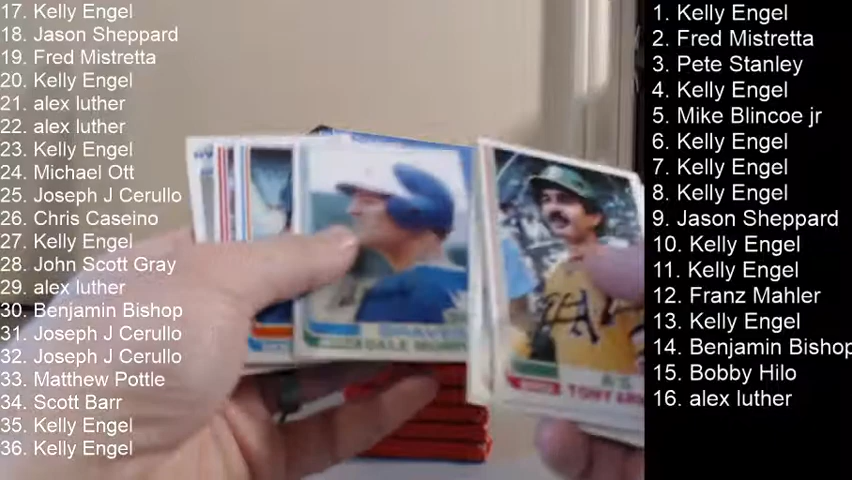 17. Kelly Engel
18. Jason Sheppard
19. Fred Mistretta
20. Kelly Engel
21. alex luther
22. alex luther
23. Kelly Engel
24. Michael Ott
25. Joseph J Cerullo
26. Chris Caseino
27. Kelly Engel
28. John Scott Gray
29. alex luther
30. Benjamin Bishop
31. Joseph J Cerullo
32. Joseph J Cerullo
33. Matthew Pottle
34. Scott Barr
35. Kelly Engel
36. Kelly Engel
BRAVES
DALE
A'S
TONY
1. Kelly Engel
2. Fred Mistretta
3. Pete Stanley
4. Kelly Engel
5. Mike Blincoe jr
6. Kelly Engel
7. Kelly Engel
8. Kelly Engel
9. Jason Sheppard
10. Kelly Engel
11. Kelly Engel
12. Franz Mahler
13. Kelly Engel
14. Benjamin Bishop
15. Bobby Hilo
16. alex luther